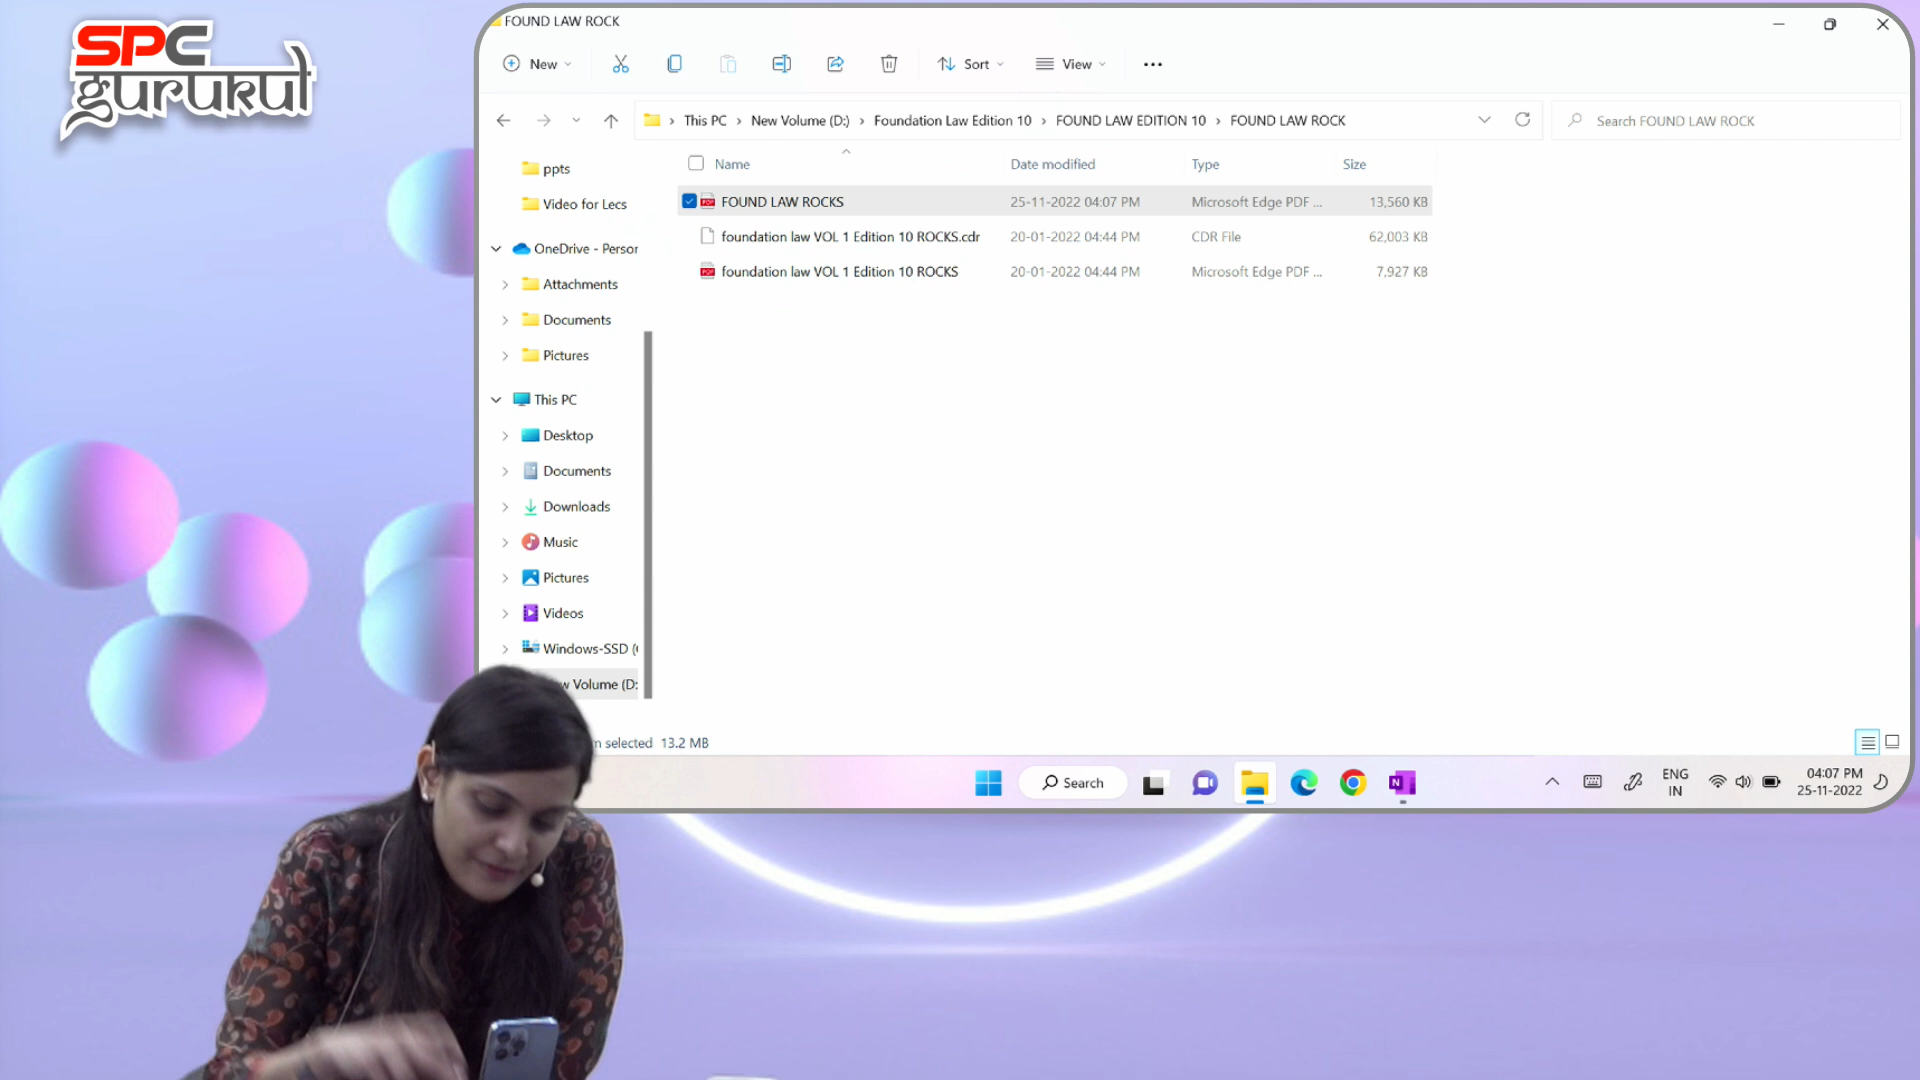 SPC
gurukul
FOUND LAW ROCK
New
Sort
View
This PC
New Volume (D:)
Foundation Law Edition 10
FOUND LAW EDITION 10
FOUND LAW ROCK
Search FOUND LAW ROCK
Name
Date modified
Type
Size
FOUND LAW ROCKS
25-11-2022 04:07 PM
Microsoft Edge PDF ...
13,560 KB
foundation law VOL 1 Edition 10 ROCKS.cdr
20-01-2022 04:44 PM
CDR File
62,003 KB
foundation law VOL 1 Edition 10 ROCKS
20-01-2022 04:44 PM
Microsoft Edge PDF ...
7,927 KB
ppts
Video for Lecs
OneDrive - Person
Attachments
Documents
Pictures
This PC
Desktop
Documents
Downloads
Music
Pictures
Videos
Windows-SSD (
w Volume (D:
selected 13.2 MB
Search
ENG
IN
04:07 PM
25-11-2022